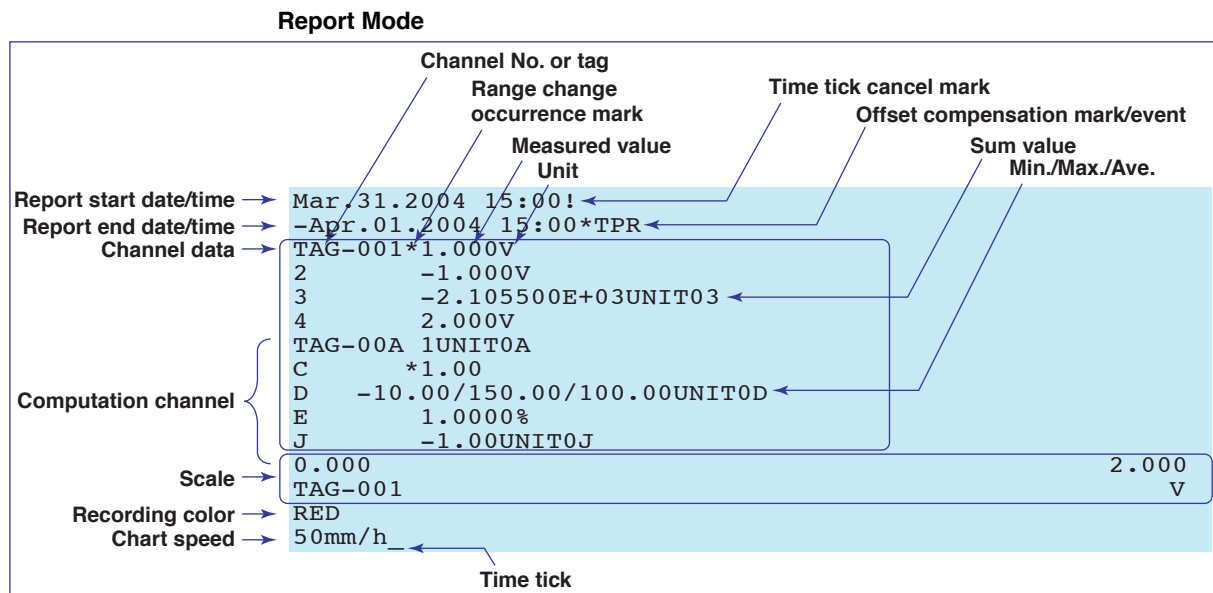 Report Mode
Channel No. or tag
Range change
occurrence mark
Time tick cancel mark
Offset compensation mark/event
Measured value
Unit
Sum value
Min./Max./Ave.
Report start date/time
Mar.31.2004 15:00!
Report end date/time
-Apr.01.2004 15:00*TPR
Channel data
TAG-001*1.000V
2 -1.000V
3 -2.105500E+03UNIT03
4 2.000V
TAG-00A 1UNIT0A
C *1.00
D -10.00/150.00/100.00UNIT0D
Computation channel
E 1.0000%
J -1.00UNIT0J
0.000 2.000
Scale
TAG-001 V
Recording color
RED
Chart speed
50mm/h_
Time tick